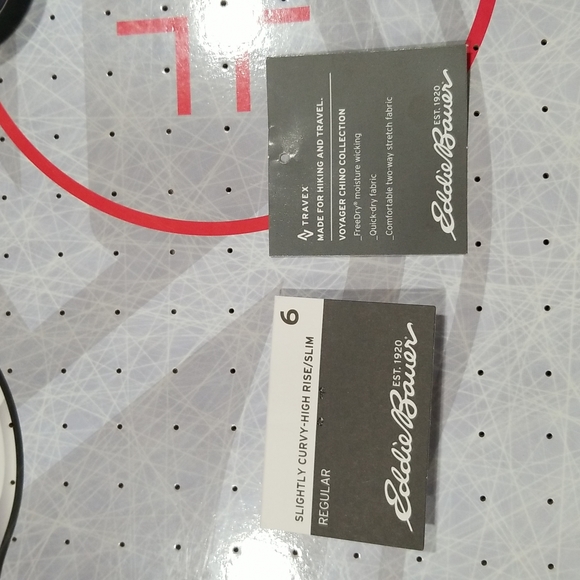 TRAVEX
MADE FOR HIKING AND TRAVEL.
VOYAGER CHINO COLLECTION
_FreeDry® moisture wicking
_Quick-dry fabric
_Comfortable two-way stretch fabric
EST. 1920
Eddie Bauer
6
SLIGHTLY CURVY-HIGH RISE/SLIM
REGULAR
EST. 1920
Eddie Bauer